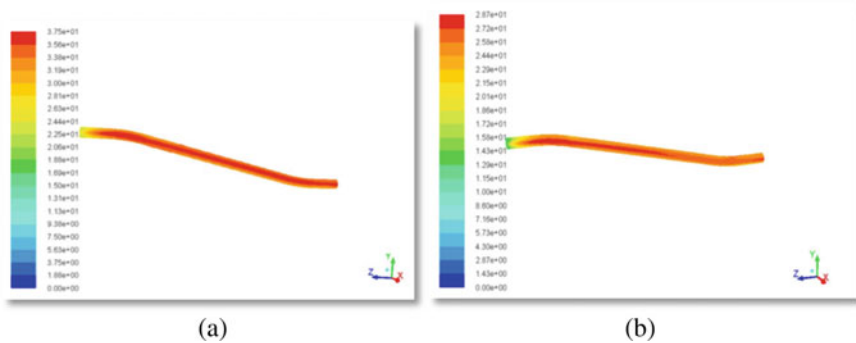 3.75e+01
3.56e+01
3.38e+01
3.19e+01
3.00e+01
2.81e+01
2.63e+01
2.44e+01
2.25e+01
2.06e+01
1.88e+01
1.69e+01
1.50e+01
1.31e+01
1.13e+01
9.38e+00
7.50e+00
5.63e+00
3.75e+00
1.88e+00
0.00e+00
Y
Z
X
(a)
2.87e+01
2.72e+01
2.58e+01
2.44e+01
2.29e+01
2.15e+01
2.01e+01
1.86e+01
1.72e+01
1.58e+01
1.43e+01
1.29e+01
1.15e+01
1.00e+01
8.60e+00
7.16e+00
5.73e+00
4.30e+00
2.87e+00
1.43e+00
0.00e+00
Y
Z
X
(b)